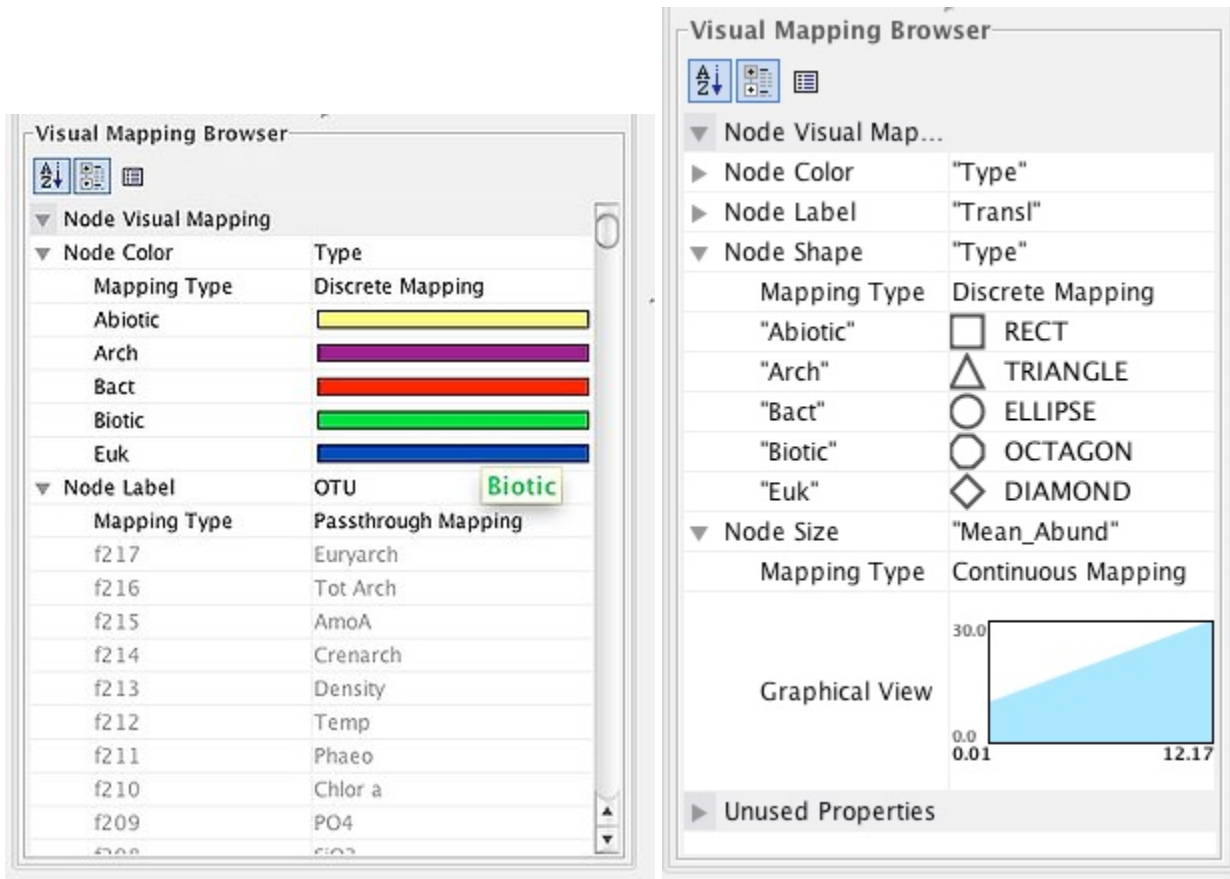 Visual Mapping Browser
Node Visual Mapping
Node Color Type
Mapping Type Discrete Mapping
Abiotic
Arch
Bact
Biotic
Euk
Biotic
Node Label OTU
Mapping Type Passthrough Mapping
f217 Euryarch
f216 Tot Arch
f215 AmoA
f214 Crenarch
f213 Density
f212 Temp
f211 Phaeo
f210 Chlor a
f209 PO4
Visual Mapping Browser
Node Visual Map...
Node Color "Type"
Node Label "Transl"
Node Shape "Type"
Mapping Type Discrete Mapping
"Abiotic" RECT
"Arch" TRIANGLE
"Bact" ELLIPSE
"Biotic" OCTAGON
"Euk" DIAMOND
Node Size "Mean_Abund"
Mapping Type Continuous Mapping
30.0
Graphical View
0.0
0.01 12.17
Unused Properties